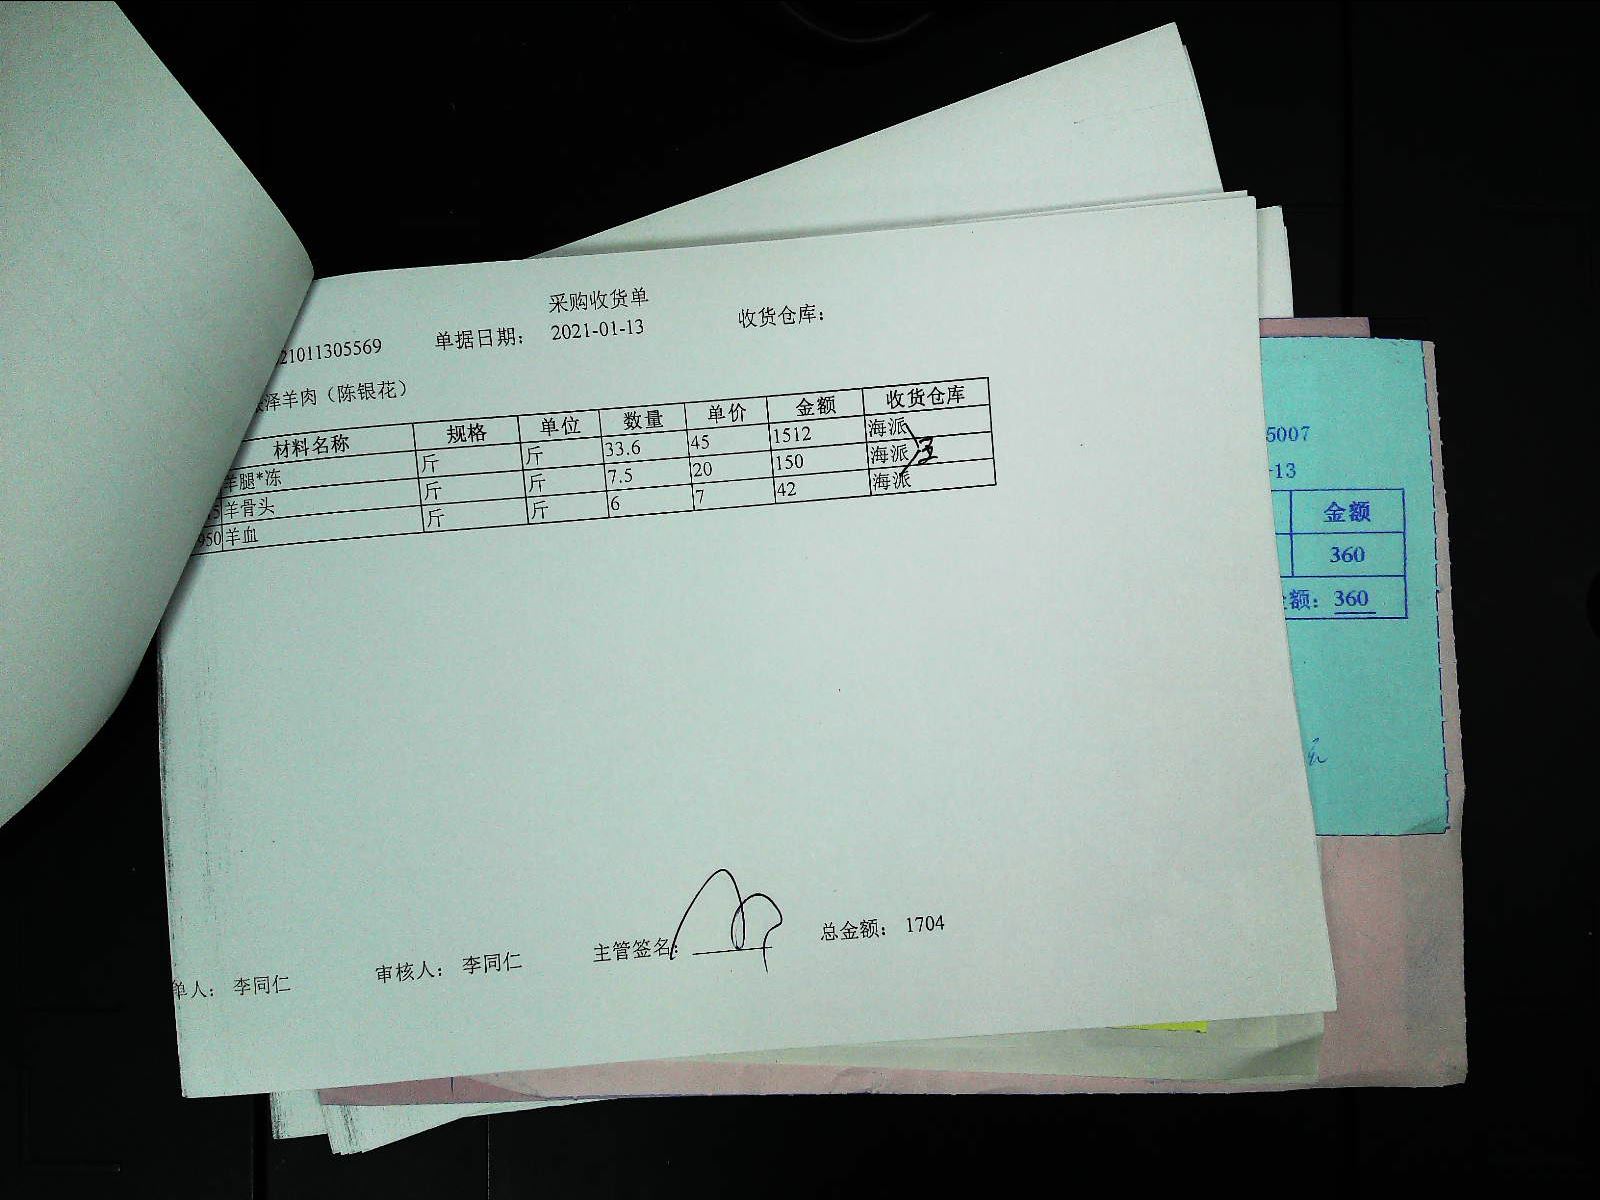 采购收货单
21011305569 单据日期： 2021-01-13 收货仓库：
泽羊肉（陈银花）
材料名称 规格 单位 数量 单价 金额 收货仓库
羊腿*冻 斤 斤 33.6 45 1512 海派
5 羊骨头 斤 斤 7.5 20 150 海派
950 羊血 斤 斤 6 7 42 海派
单人： 李同仁 审核人： 李同仁 主管签名： 总金额： 1704
5007
-13
金额
360
额：360